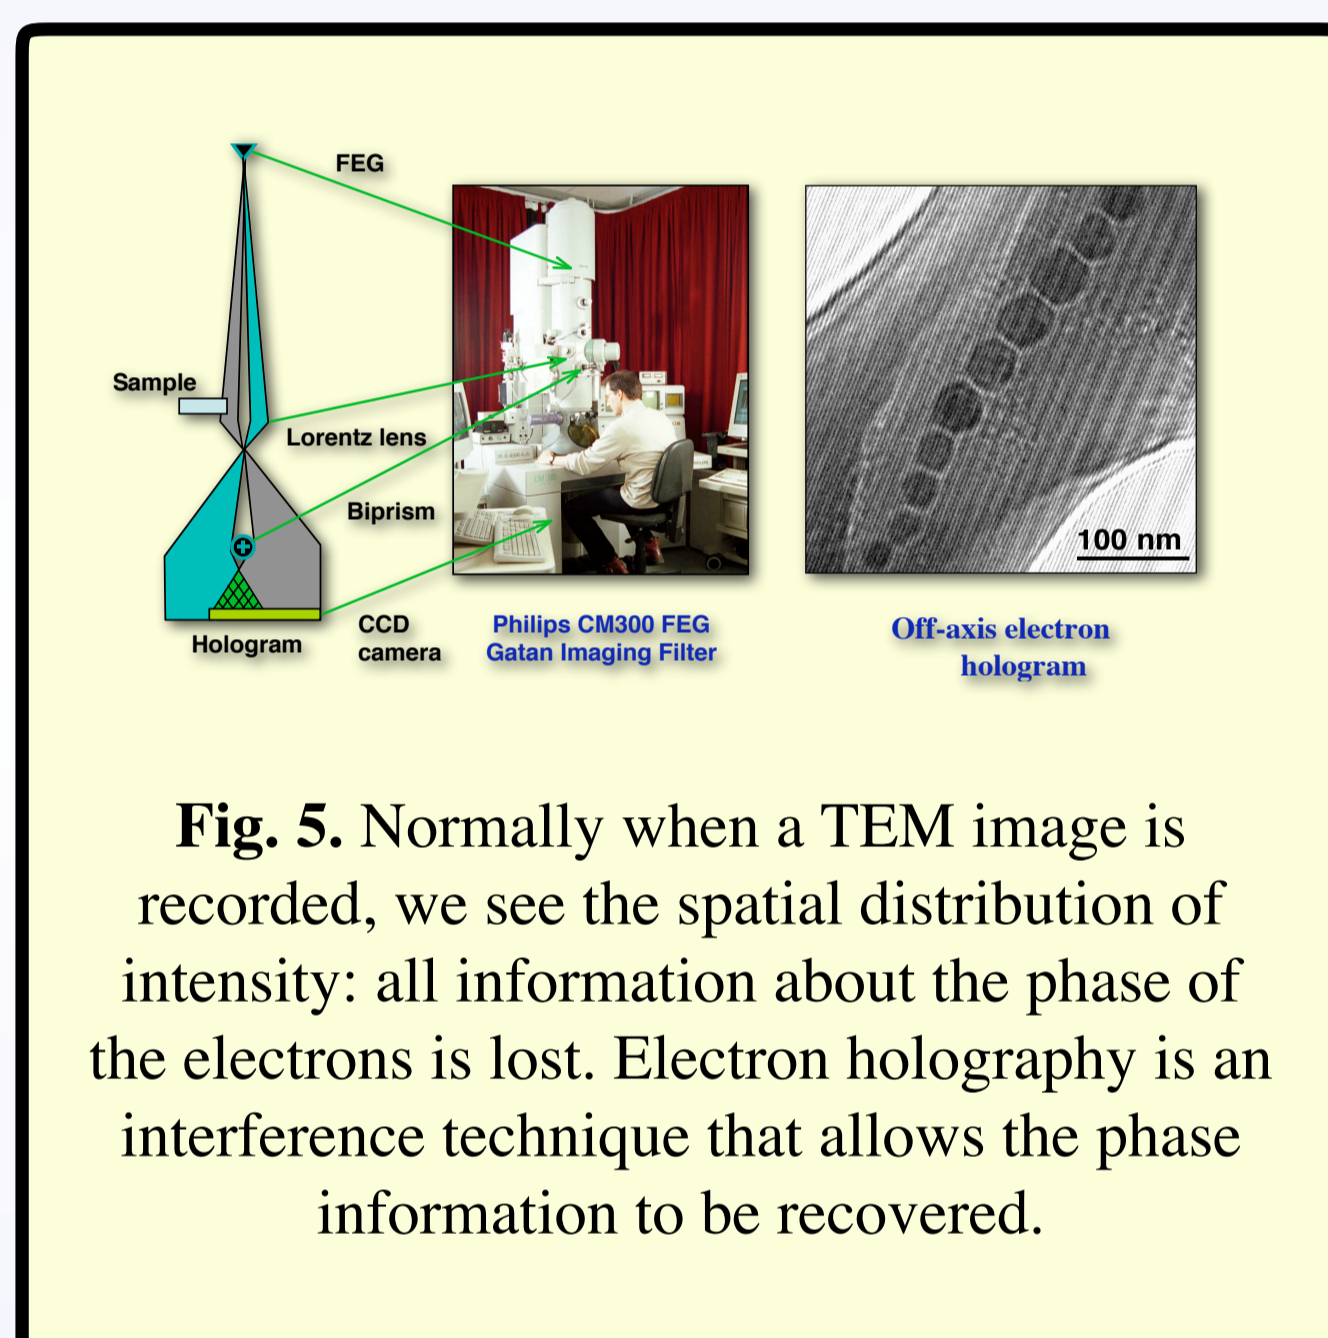 FEG
Sample
Lorentz lens
Biprism
Hologram
CCD
camera
Philips CM300 FEG
Gatan Imaging Filter
100 nm
Off-axis electron
hologram
Fig. 5. Normally when a TEM image is
recorded, we see the spatial distribution of
intensity: all information about the phase of
the electrons is lost. Electron holography is an
interference technique that allows the phase
information to be recovered.